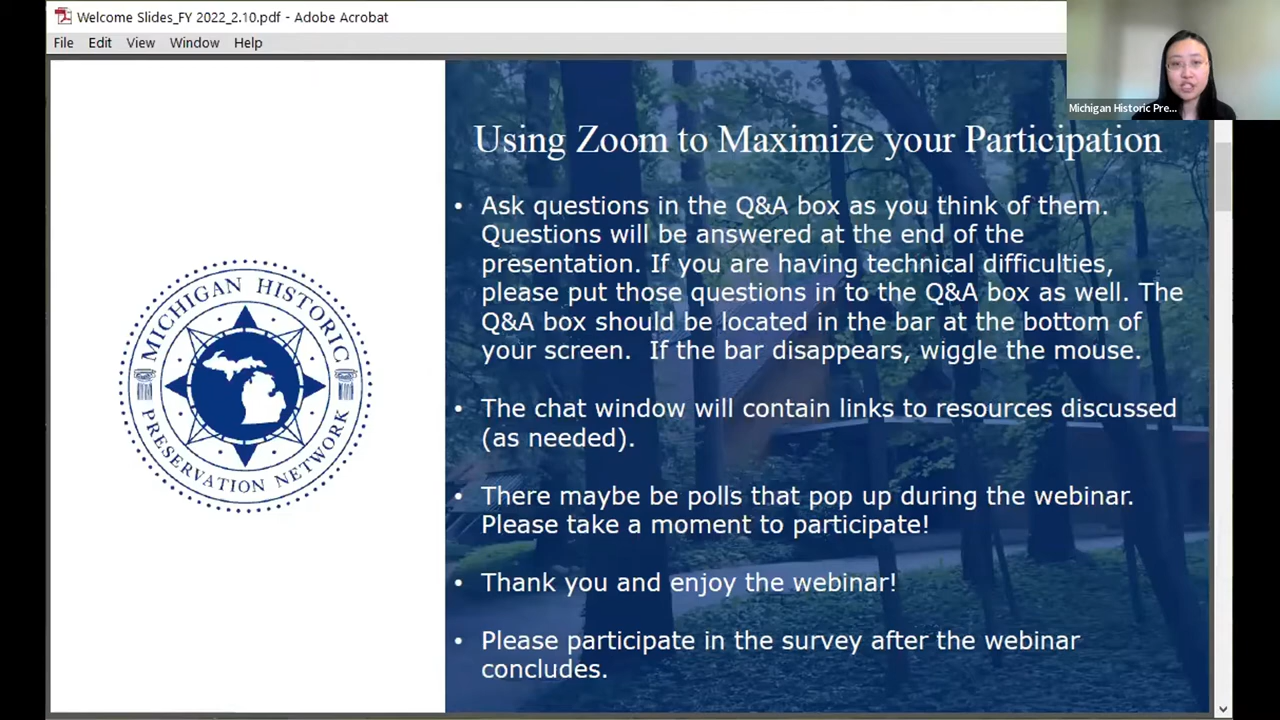 Welcome Slides_FY 2022_2.10.pdf - Adobe Acrobat
File Edit View Window Help
Michigan Historic Pre...
Using Zoom to Maximize your Participation
• Ask questions in the Q&A box as you think of them.
Questions will be answered at the end of the
presentation. If you are having technical difficulties,
please put those questions in to the Q&A box as well. The
Q&A box should be located in the bar at the bottom of
your screen.  If the bar disappears, wiggle the mouse.
• The chat window will contain links to resources discussed
(as needed).
• There maybe be polls that pop up during the webinar.
Please take a moment to participate!
• Thank you and enjoy the webinar!
• Please participate in the survey after the webinar
concludes.
MICHIGAN HISTORIC
PRESERVATION NETWORK